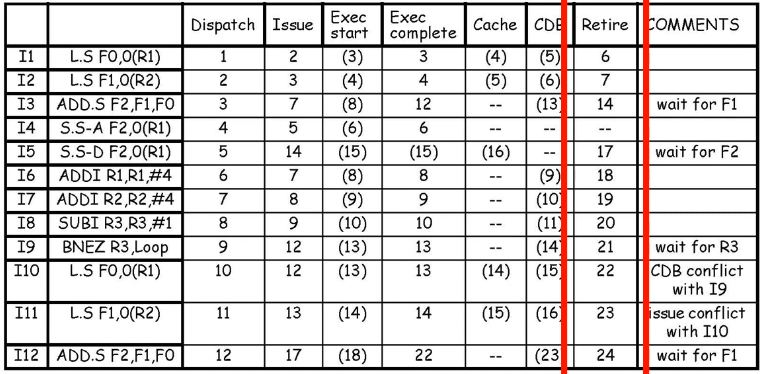 Dispatch Issue Exec start Exec complete Cache CDB Retire COMMENTS
I1 L.S F0,0(R1) 1 2 (3) 3 (4) (5) 6
I2 L.S F1,0(R2) 2 3 (4) 4 (5) (6) 7
I3 ADD.S F2,F1,F0 3 7 (8) 12 -- (13) 14 wait for F1
I4 S.S-A F2,0(R1) 4 5 (6) 6 -- -- --
I5 S.S-D F2,0(R1) 5 14 (15) (15) (16) -- 17 wait for F2
I6 ADDI R1,R1,#4 6 7 (8) 8 -- (9) 18
I7 ADDI R2,R2,#4 7 8 (9) 9 -- (10) 19
I8 SUBI R3,R3,#1 8 9 (10) 10 -- (11) 20
I9 BNEZ R3,Loop 9 12 (13) 13 -- (14) 21 wait for R3
I10 L.S F0,0(R1) 10 12 (13) 13 (14) (15) 22 CDB conflict with I9
I11 L.S F1,0(R2) 11 13 (14) 14 (15) (16) 23 issue conflict with I10
I12 ADD.S F2,F1,F0 12 17 (18) 22 -- (23 24 wait for F1